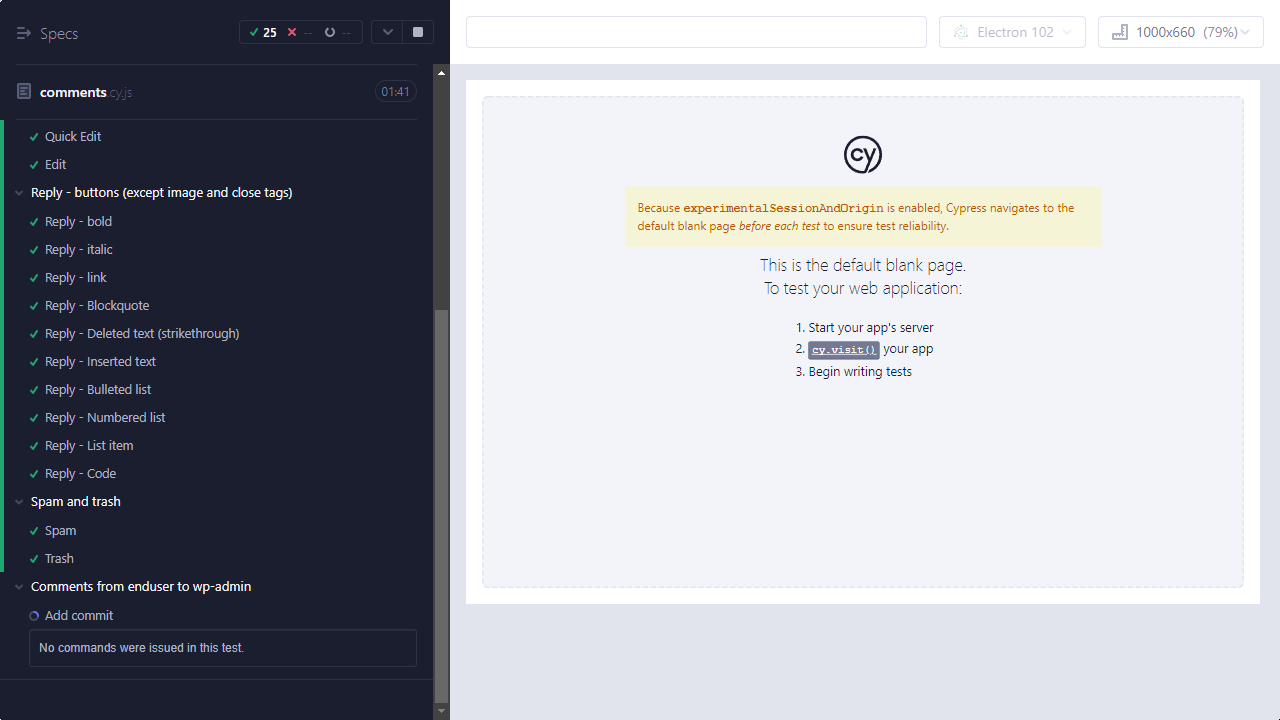 Specs
25 -- --
comments.cy.js 01:41
Quick Edit
Edit
Reply - buttons (except image and close tags)
Reply - bold
Reply - italic
Reply - link
Reply - Blockquote
Reply - Deleted text (strikethrough)
Reply - Inserted text
Reply - Bulleted list
Reply - Numbered list
Reply - List item
Reply - Code
Spam and trash
Spam
Trash
Comments from enduser to wp-admin
Add commit
No commands were issued in this test.
Electron 102
1000x660 (79%)
cy
Because experimentalSessionAndOrigin is enabled, Cypress navigates to the
default blank page before each test to ensure test reliability.
This is the default blank page.
To test your web application:
1. Start your app's server
2. cy.visit() your app
3. Begin writing tests